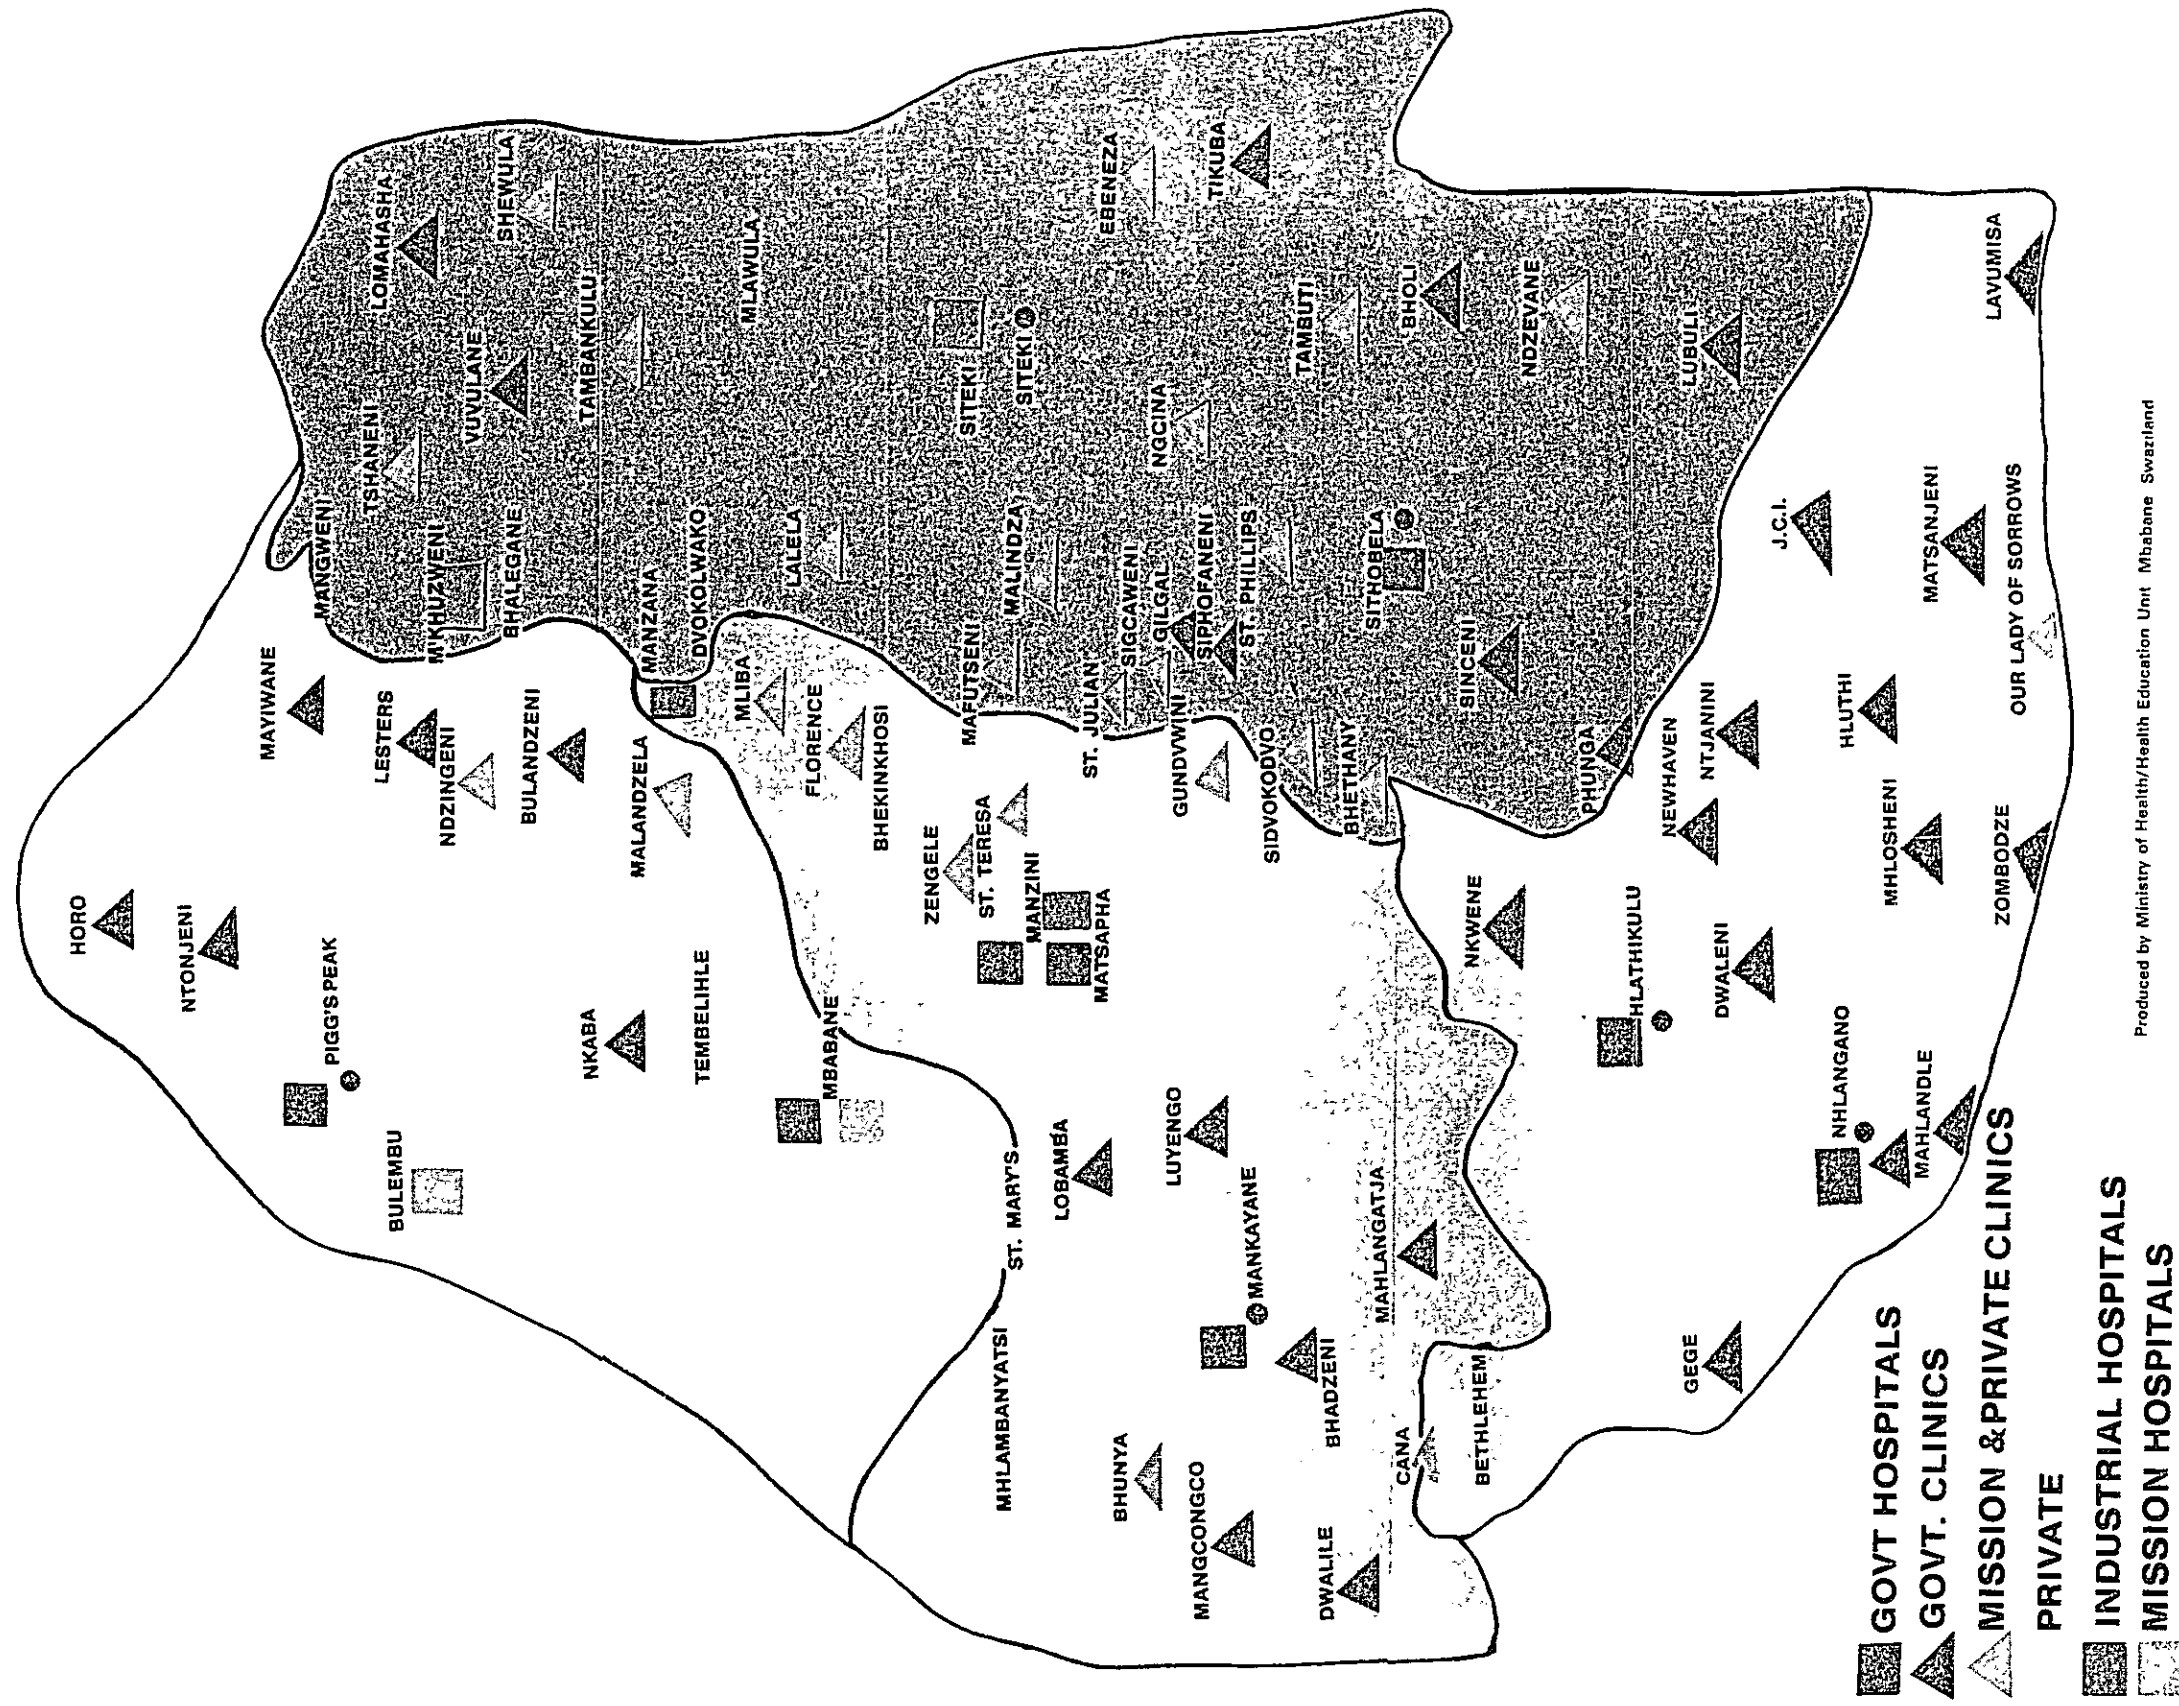 HORO
NTONJENI
PIGG'S PEAK
BULEMBU
MAYIWANE
LESTERS
NDZINGENI
BULANDZENI
MALANDZELA
NKABA
TEMBELIHLE
MBABANE
MANGWENI
TSHANENI
LOMAHASHA
MKHUZWENI
VUVULANE
SHEWULA
BHALEGANE
TAMBANKULU
MANZANA
DVOKOLWAKO
MLAWULA
MLIBA
LALELA
FLORENCE
BHEKINKHOSI
SITEKI
SITEKI
MAFUTSENI
MALINDZA
ZENGELE
ST. TERESA
MANZINI
MATSAPHA
ST. JULIAN
SIGCAWENI
GILGAL
NGCINA
EBENEZA
SIPHOFANENI
ST. PHILLIPS
TIKUBA
GUNDVWINI
SIDVOKODVO
TAMBUTI
BHETHANY
SITHOBELA
BHOLI
SINCENI
NDZEVANE
PHUNGA
LUBULI
ST. MARY'S
MHLAMBANYATSI
LOBAMBA
LUYENGO
BHUNYA
MANKAYANE
MANGCONGCO
BHADZENI
DWALILE
MAHLANGATJA
CANA
BETHLEHEM
NKWENE
HLATHIKULU
NEWHAVEN
NTJANINI
DWALENI
J.C.I.
GEGE
NHLANGANO
HLUTHI
MHLOSHENI
MAHLANDLE
MATSANJENI
LAVUMISA
ZOMBODZE
OUR LADY OF SORROWS
GOVT HOSPITALS
GOVT. CLINICS
MISSION & PRIVATE CLINICS
PRIVATE
INDUSTRIAL HOSPITALS
MISSION HOSPITALS
Produced by Ministry of Health/Health Education Unit Mbabane Swaziland